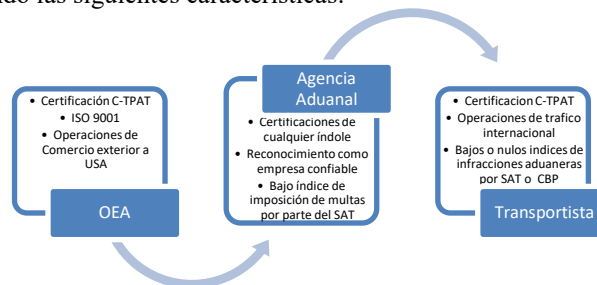 ndo las siguientes características:
• Certificación C-TPAT
• ISO 9001
• Operaciones de
Comercio exterior a
USA
OEA
Agencia
Aduanal
• Certificaciones de
cualquier índole
• Reconocimiento como
empresa confiable
• Bajo índice de
imposición de multas
por parte del SAT
• Certificacion C-TPAT
• Operaciones de trafico
internacional
• Bajos o nulos indices de
infracciones aduaneras
por SAT o CBP
Transportista